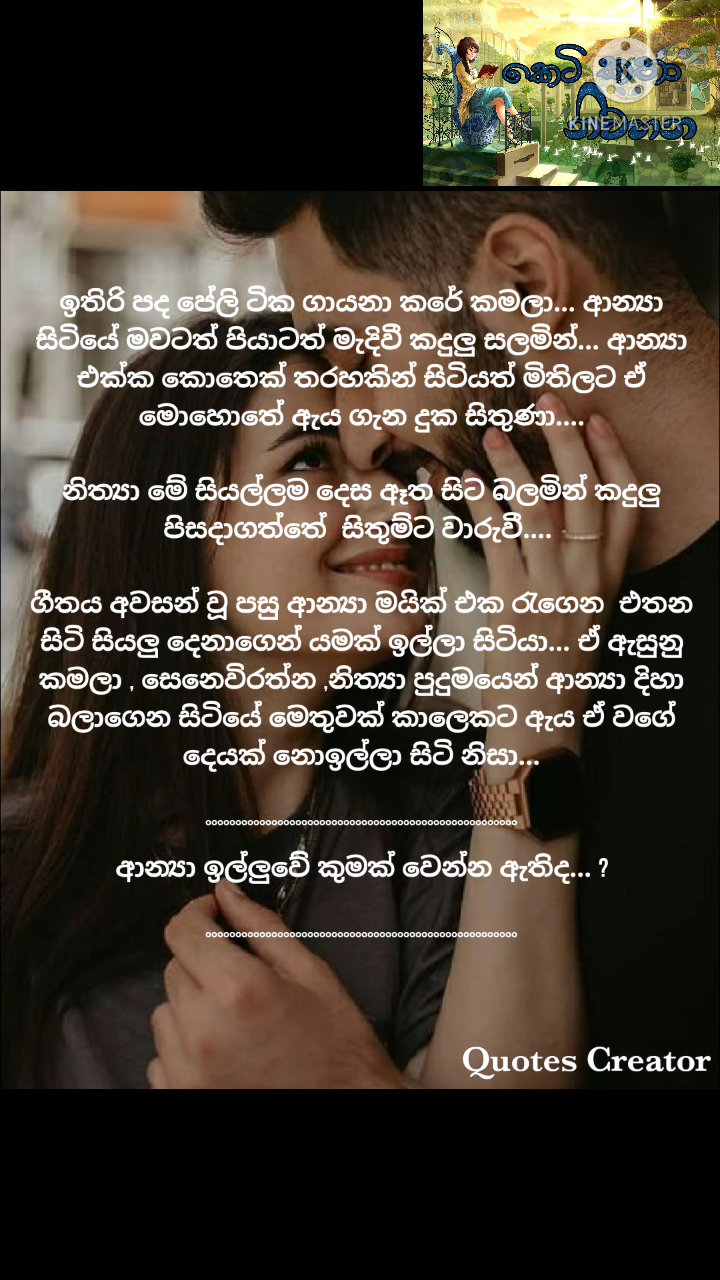 කෙටි
KINEMASTER
ඉතිරි පද පේලි ටික ගායනා කරේ කමලා... ආන්‍යා
සිටියේ මවටත් පියාටත් මැදිවී කදුලු සලමින්... ආන්‍යා
එක්ක කොතෙක් තරහකින් සිටියත් මිතිලට ඒ
මොහොතේ ඇය ගැන දුක සිතුණා....
නිත්‍යා මේ සියල්ලම දෙස ඈත සිට බලමින් කදුලු
පිසදාගත්තේ සිතුම්ට වාරුවී....
ගීතය අවසන් වූ පසු ආන්‍යා මයික් එක රැගෙන එතන
සිටි සියලු දෙනාගෙන් යමක් ඉල්ලා සිටියා... ඒ ඇසුනු
කමලා , සෙනෙවිරත්න ,නිත්‍යා පුදුමයෙන් ආන්‍යා දිහා
බලාගෙන සිටියේ මෙතුවක් කාලෙකට ඇය ඒ වගේ
දෙයක් නොඉල්ලා සිටි නිසා...
ආන්‍යා ඉල්ලුවේ කුමක් වෙන්න ඇතිද... ?
Quotes Creator